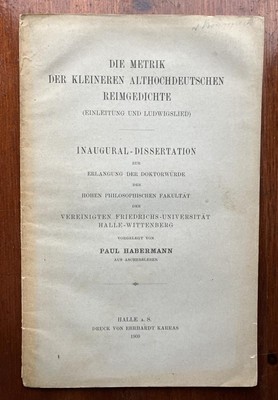 DIE METRIK
DER KLEINEREN ALTHOCHDEUTSCHEN
REIMGEDICHTE
(EINLEITUNG UND LUDWIGSLIED)
INAUGURAL-DISSERTATION
ZUR
ERLANGUNG DER DOKTORWÜRDE
DER
HOHEN PHILOSOPHISCHEN FAKULTÄT
DER
VEREINIGTEN FRIEDRICHS-UNIVERSITÄT
HALLE-WITTENBERG
VORGELEGT VON
PAUL HABERMANN
AUS ASCHERSLEBEN
HALLE A. S.
DRUCK VON EHRHARDT KARRAS